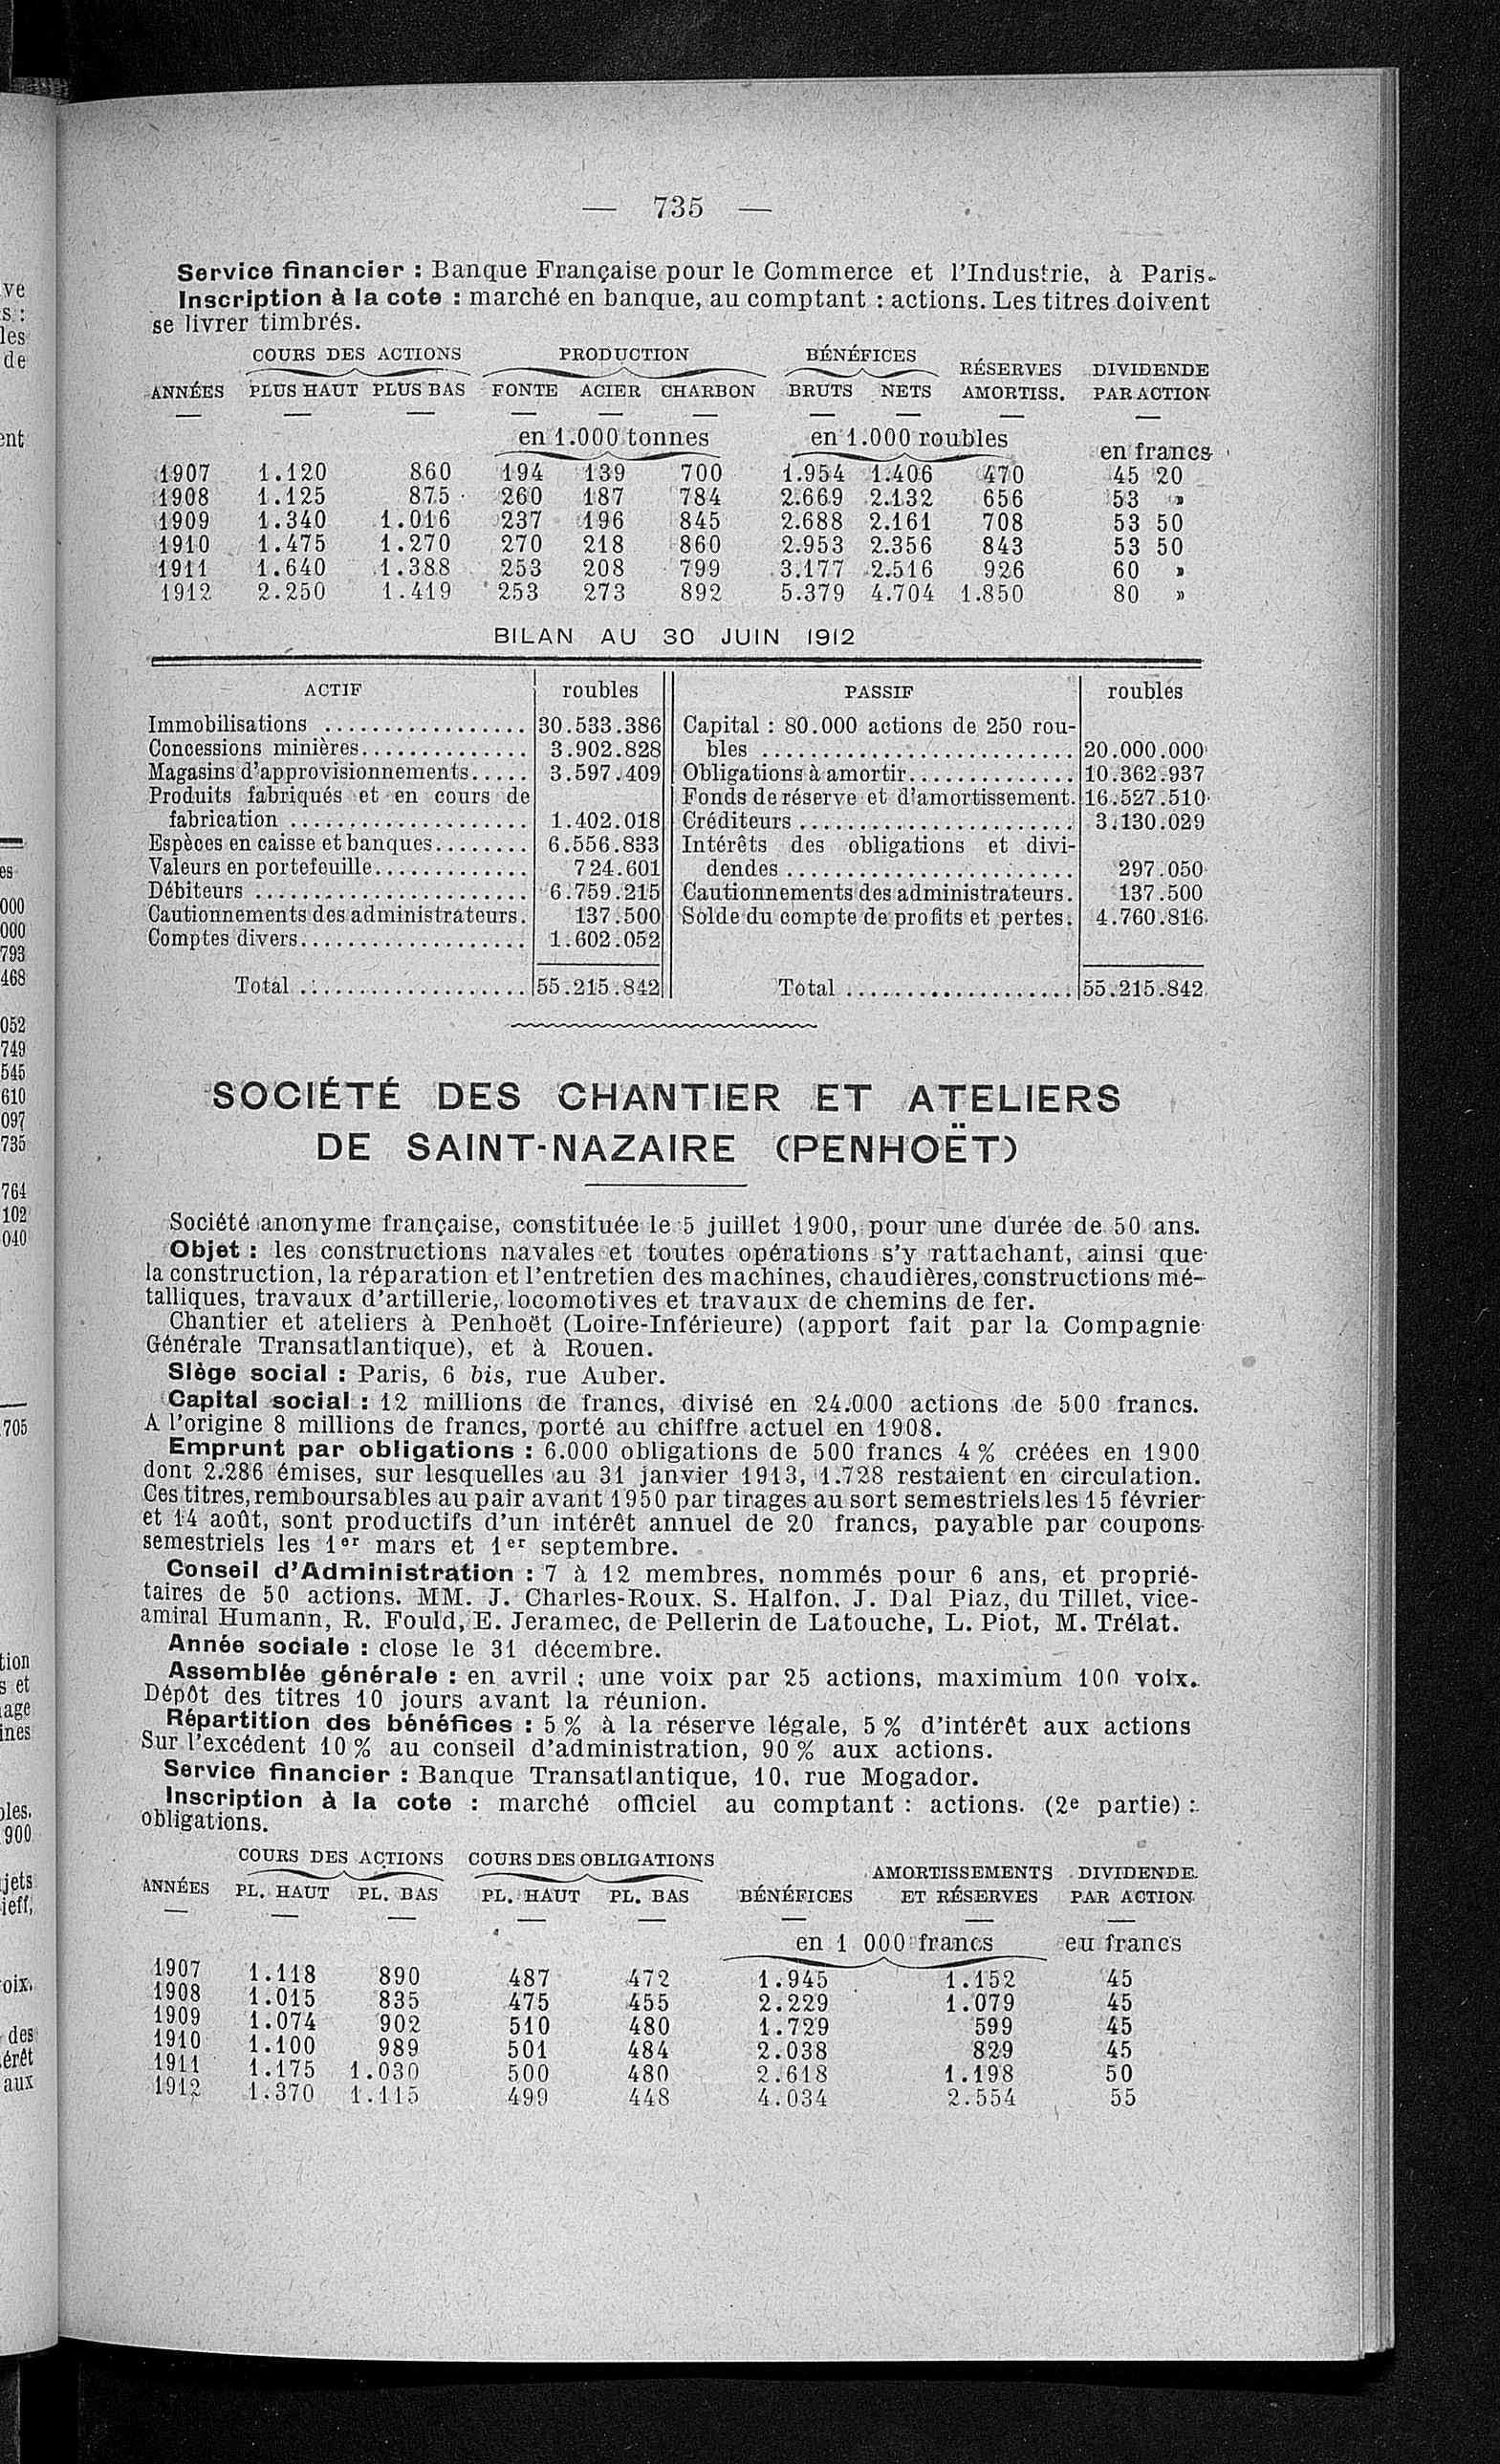 — 735 —
Service financier : Banque Française pour le Commerce et l'Industrie, à Paris.
Inscription à la cote : marché en banque, au comptant : actions. Les titres doivent
se livrer timbrés.
COURS DES ACTIONS PRODUCTION BÉNÉFICES RÉSERVES DIVIDENDE
ANNÉES PLUS HAUT PLUS BAS FONTE ACIER CHARBON BRUTS NETS AMORTISS. PAR ACTION
en 1.000 tonnes en 1.000 roubles en francs
1907 1.120 860 194 139 700 1.954 1.406 470 45 20
1908 1.125 875 260 187 784 2.669 2.132 656 53 »
1909 1.340 1.016 237 196 845 2.688 2.161 708 53 50
1910 1.475 1.270 270 218 860 2.953 2.356 843 53 50
1911 1.640 1.388 253 208 799 3.177 2.516 926 60 »
1912 2.250 1.419 253 273 892 5.379 4.704 1.850 80 »
BILAN AU 30 JUIN 1912
ACTIF roubles PASSIF roubles
Immobilisations ................. 30.533.386 Capital : 80.000 actions de 250 rou-
Concessions minières.............. 3.902.828 bles .......................... 20.000.000
Magasins d'approvisionnements..... 3.597.409 Obligations à amortir.............. 10.362.937
Produits fabriqués et en cours de Fonds de réserve et d'amortissement. 16.527.510
fabrication .................... 1.402.018 Créditeurs ....................... 3.130.029
Espèces en caisse et banques........ 6.556.833 Intérêts des obligations et divi-
Valeurs en portefeuille............. 724.601 dendes ........................ 297.050
Débiteurs ....................... 6.759.215 Cautionnements des administrateurs. 137.500
Cautionnements des administrateurs. 137.500 Solde du compte de profits et pertes. 4.760.816
Comptes divers................... 1.602.052
Total ................... 55.215.842 Total ................... 55.215.842
SOCIÉTÉ DES CHANTIER ET ATELIERS
DE SAINT-NAZAIRE (PENHOËT)
Société anonyme française, constituée le 5 juillet 1900, pour une durée de 50 ans.
Objet : les constructions navales et toutes opérations s'y rattachant, ainsi que
la construction, la réparation et l'entretien des machines, chaudières, constructions mé-
talliques, travaux d'artillerie, locomotives et travaux de chemins de fer.
Chantier et ateliers à Penhoët (Loire-Inférieure) (apport fait par la Compagnie
Générale Transatlantique), et à Rouen.
Siège social : Paris, 6 bis, rue Auber.
Capital social : 12 millions de francs, divisé en 24.000 actions de 500 francs.
A l'origine 8 millions de francs, porté au chiffre actuel en 1908.
Emprunt par obligations : 6.000 obligations de 500 francs 4 % créées en 1900
dont 2.286 émises, sur lesquelles au 31 janvier 1913, 1.728 restaient en circulation.
Ces titres, remboursables au pair avant 1950 par tirages au sort semestriels les 15 février
et 14 août, sont productifs d'un intérêt annuel de 20 francs, payable par coupons
semestriels les 1er mars et 1er septembre.
Conseil d'Administration : 7 à 12 membres, nommés pour 6 ans, et proprié-
taires de 50 actions. MM. J. Charles-Roux, S. Halfon, J. Dal Piaz, du Tillet, vice-
amiral Humann, R. Fould, E. Jeramec, de Pellerin de Latouche, L. Piot, M. Trélat.
Année sociale : close le 31 décembre.
Assemblée générale : en avril ; une voix par 25 actions, maximum 100 voix.
Dépôt des titres 10 jours avant la réunion.
Répartition des bénéfices : 5 % à la réserve légale, 5 % d'intérêt aux actions
Sur l'excédent 10 % au conseil d'administration, 90 % aux actions.
Service financier : Banque Transatlantique, 10, rue Mogador.
Inscription à la cote : marché officiel au comptant : actions. (2e partie) :
obligations.
COURS DES ACTIONS COURS DES OBLIGATIONS AMORTISSEMENTS DIVIDENDE
ANNÉES PL. HAUT PL. BAS PL. HAUT PL. BAS BÉNÉFICES ET RÉSERVES PAR ACTION
en 1 000 francs eu francs
1907 1.118 890 487 472 1.945 1.152 45
1908 1.015 835 475 455 2.229 1.079 45
1909 1.074 902 510 480 1.729 599 45
1910 1.100 989 501 484 2.038 829 45
1911 1.175 1.030 500 480 2.618 1.198 50
1912 1.370 1.115 499 448 4.034 2.554 55